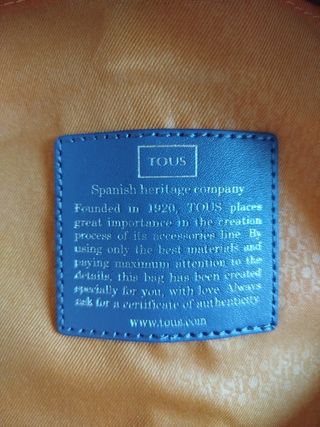 TOUS
Spanish heritage company
Founded in 1920, TOUS places
great importance in the creation
process of its accessories line. By
using only the best materials and
paying maximum attention to the
details, this bag has been created
especially for you, with love. Always
ask for a certificate of authenticity.
www.tous.com